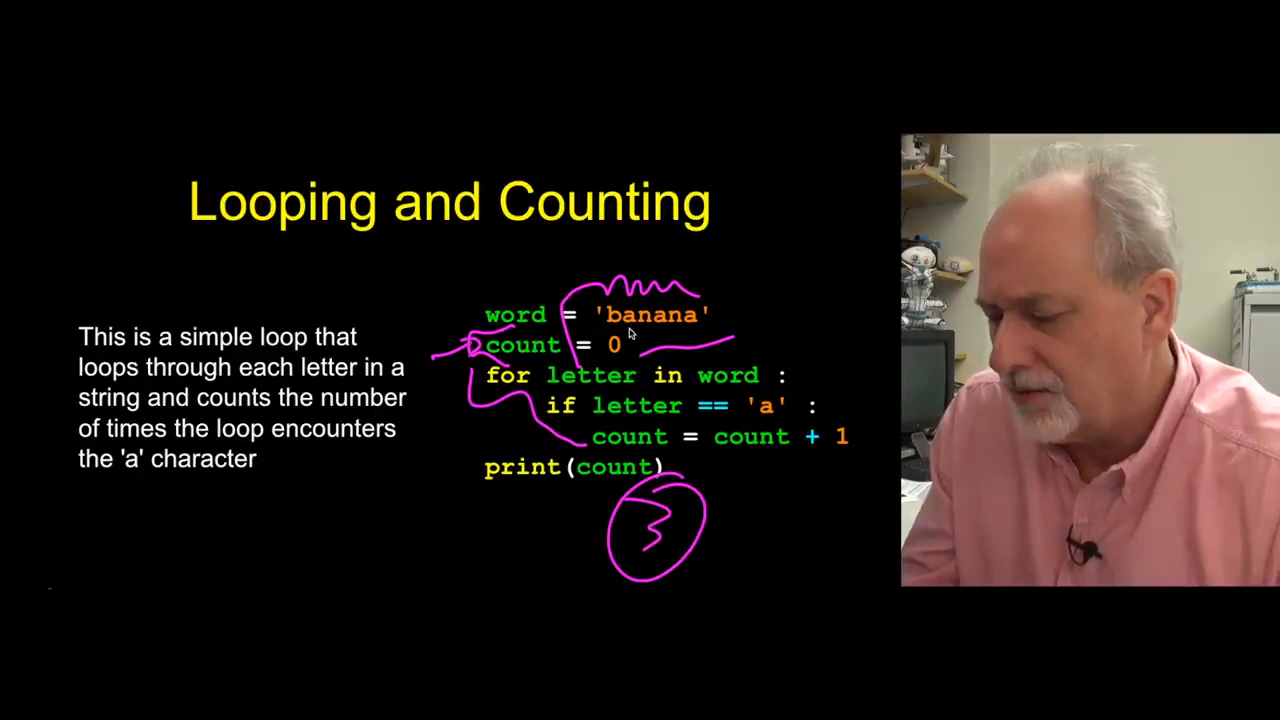 Looping and Counting
This is a simple loop that
loops through each letter in a
string and counts the number
of times the loop encounters
the 'a' character
word = 'banana'
count = 0
for letter in word :
    if letter == 'a' :
        count = count + 1
print(count)
3